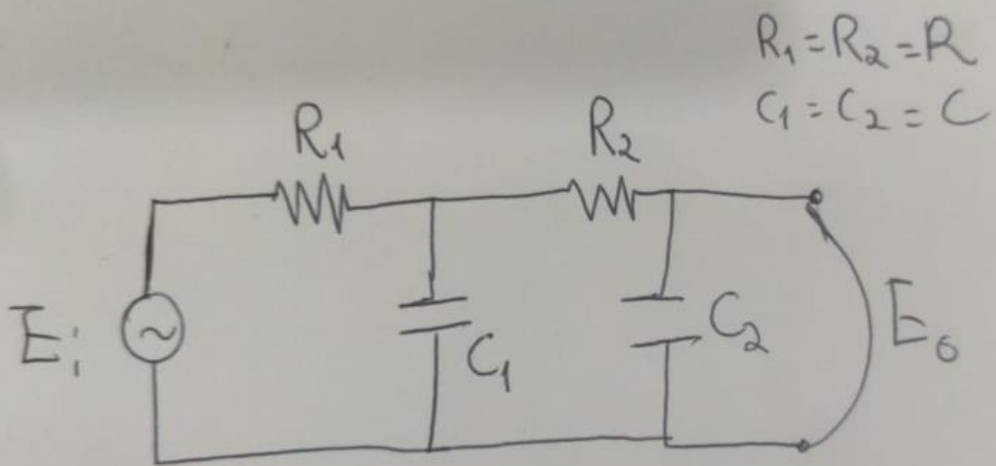 R₁ = R₂ = R
C₁ = C₂ = C
R₁
R₂
Eᵢ
C₁
C₂
E₀